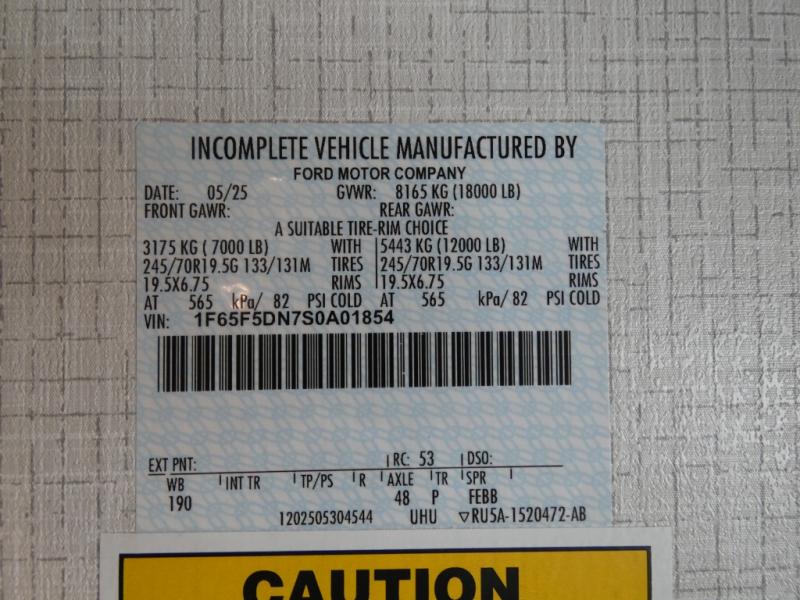 INCOMPLETE VEHICLE MANUFACTURED BY
FORD MOTOR COMPANY
DATE: 05/25 GVWR: 8165 KG (18000 LB)
FRONT GAWR: REAR GAWR:
A SUITABLE TIRE-RIM CHOICE
3175 KG ( 7000 LB) WITH 5443 KG (12000 LB) WITH
245/70R19.5G 133/131M TIRES 245/70R19.5G 133/131M TIRES
19.5X6.75 RIMS 19.5X6.75 RIMS
AT 565 kPa/ 82 PSI COLD AT 565 kPa/ 82 PSI COLD
VIN: 1F65F5DN7S0A01854
EXT PNT: RC: 53 DSO:
WB INT TR TP/PS R AXLE TR SPR
190 48 P FEBB
1202505304544 UHU ▽RU5A-1520472-AB
CAUTION